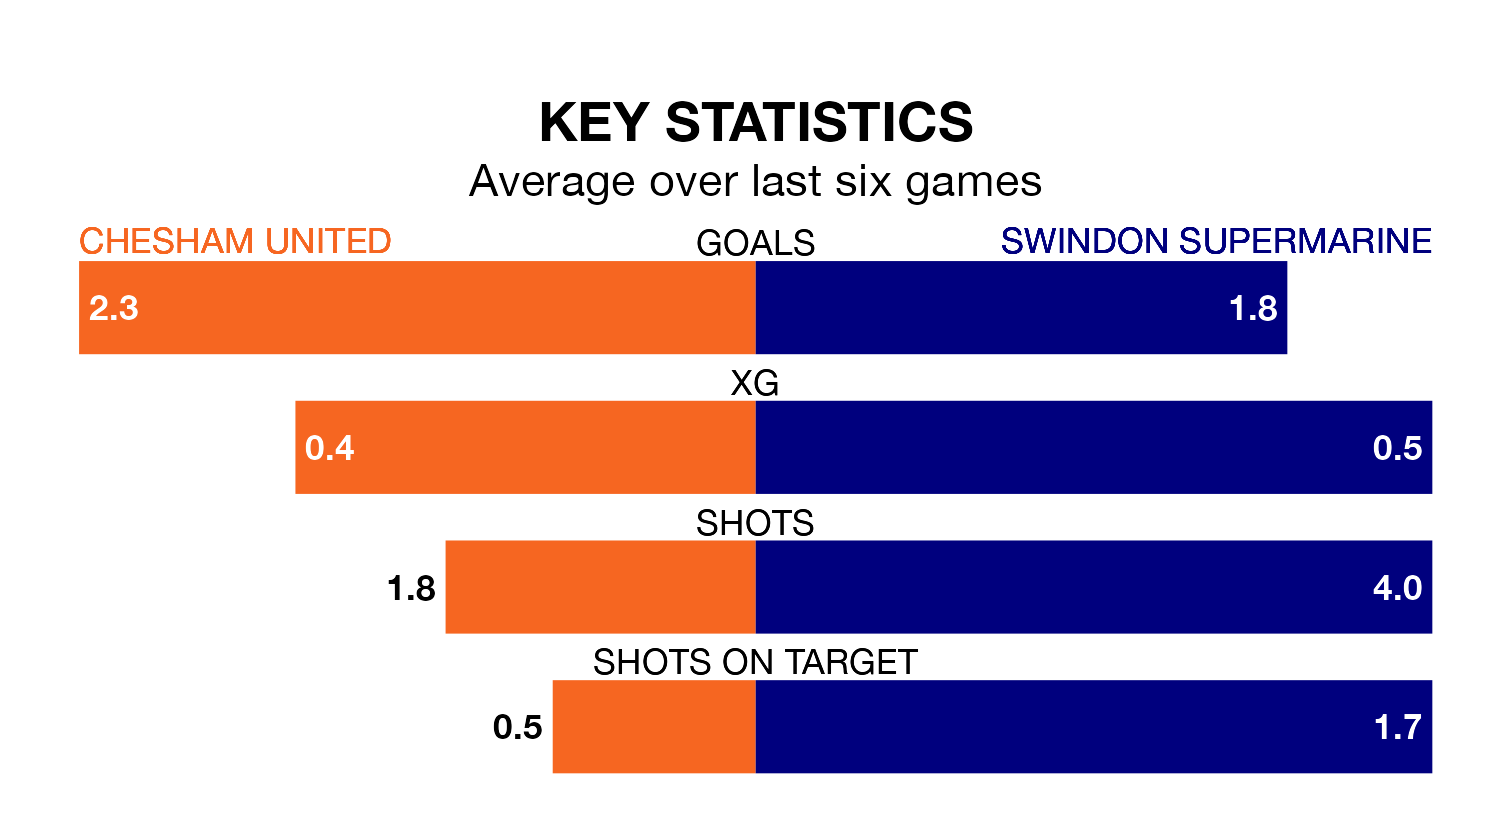 KEY STATISTICS
Average over last six games
CHESHAM UNITED GOALS SWINDON SUPERMARINE
2.3 1.8
XG
0.4 0.5
SHOTS
1.8 4.0
SHOTS ON TARGET
0.5 1.7